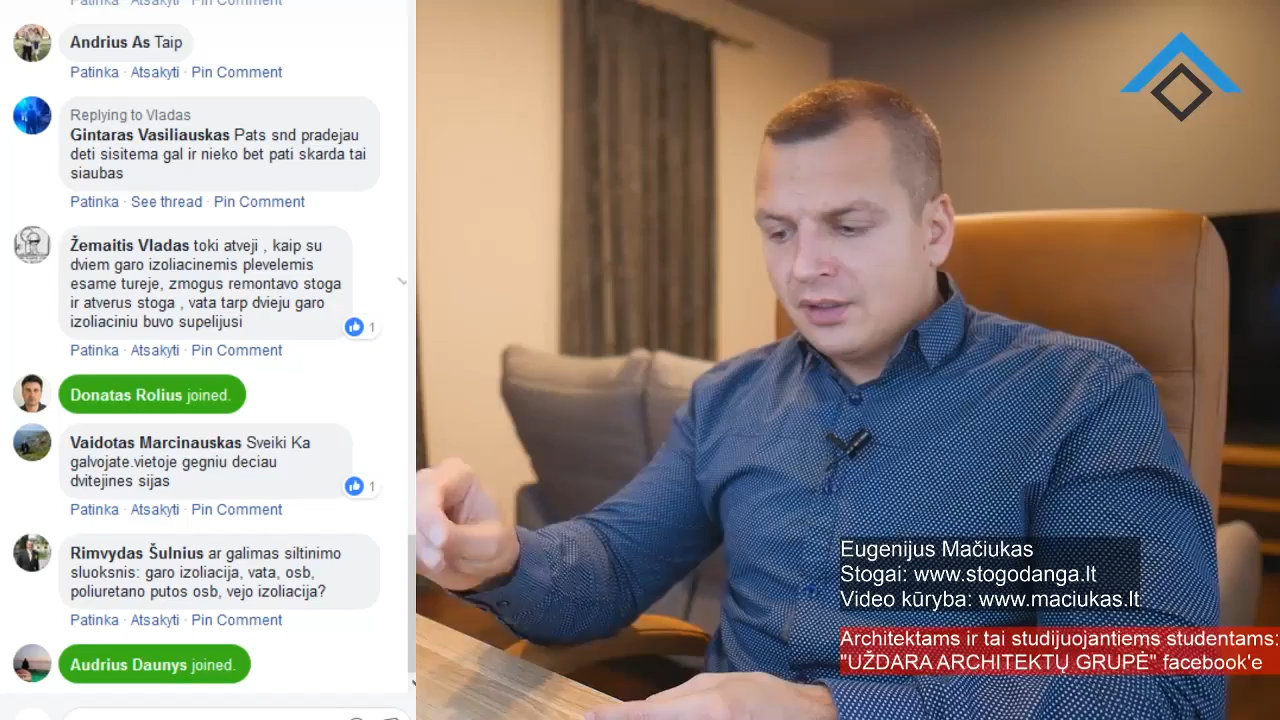 Patinka · Atsakyti · Pin Comment
Andrius As Taip
Patinka · Atsakyti · Pin Comment
Replying to Vladas
Gintaras Vasiliauskas Pats snd pradejau
deti sisitema gal ir nieko bet pati skarda tai
siaubas
Patinka · See thread · Pin Comment
Žemaitis Vladas toki atveji , kaip su
dviem garo izoliacinemis plevelemis
esame tureje, zmogus remontavo stoga
ir atverus stoga , vata tarp dvieju garo
izoliaciniu buvo supelijusi
1
Patinka · Atsakyti · Pin Comment
Donatas Rolius joined.
Vaidotas Marcinauskas Sveiki Ka
galvojate.vietoje gegniu deciau
dvitejines sijas
1
Patinka · Atsakyti · Pin Comment
Rimvydas Šulnius ar galimas siltinimo
sluoksnis: garo izoliacija, vata, osb,
poliuretano putos osb, vejo izoliacija?
Patinka · Atsakyti · Pin Comment
Audrius Daunys joined.
Eugenijus Mačiukas
Stogai: www.stogodanga.lt
Video kūryba: www.maciukas.lt
Architektams ir tai studijuojantiems studentams:
"UŽDARA ARCHITEKTŲ GRUPĖ" facebook'e